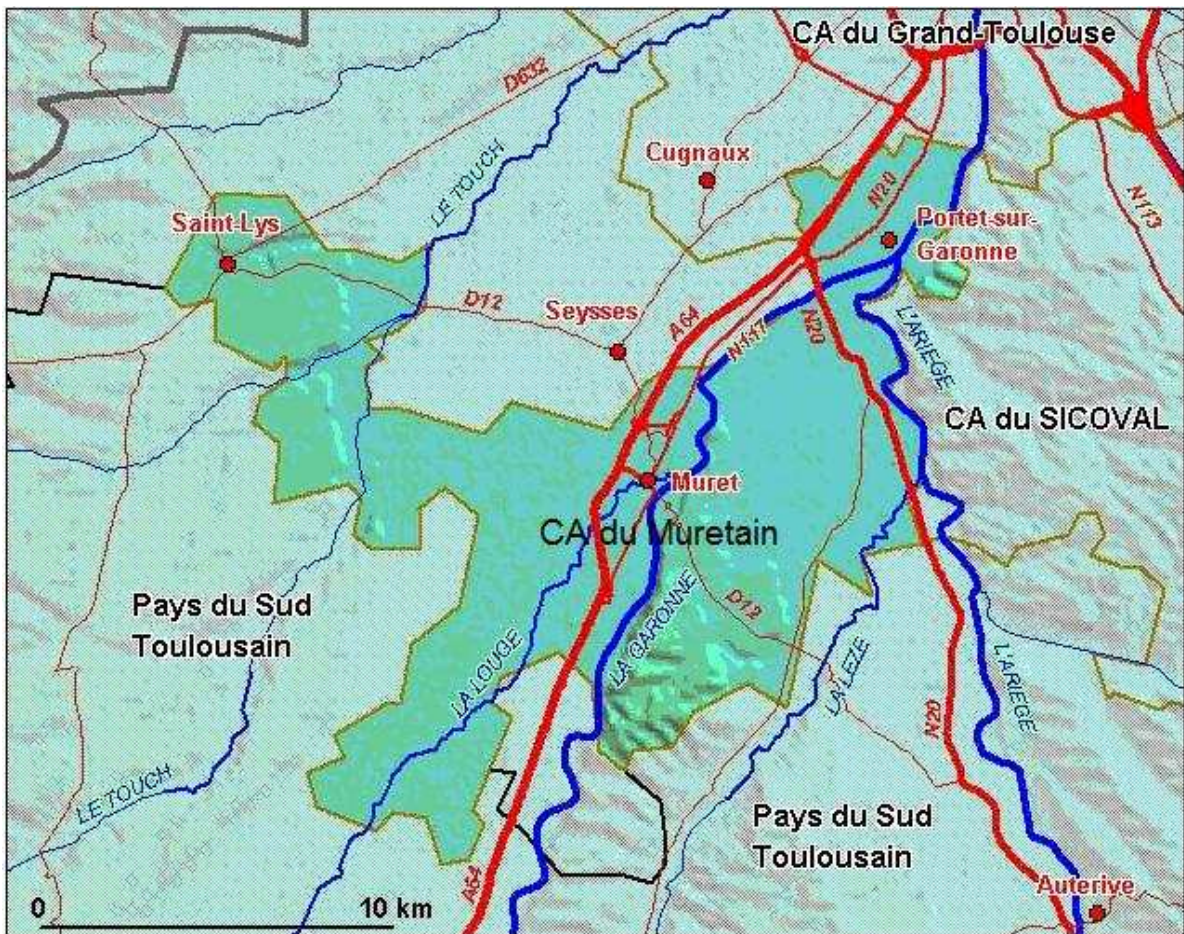 CA du Grand-Toulouse
D632
LE TOUCH
Cugnaux
N20
N113
Saint-Lys
Portet-sur-
Garonne
D12
Seysses
A64
N117
N20
L'ARIEGE
CA du SICOVAL
Muret
CA du Muretain
Pays du Sud
Toulousain
D12
LA GARONNE
LA LOUGE
LA LEZE
L'ARIEGE
N20
LE TOUCH
Pays du Sud
Toulousain
A64
Auterive
0 10 km